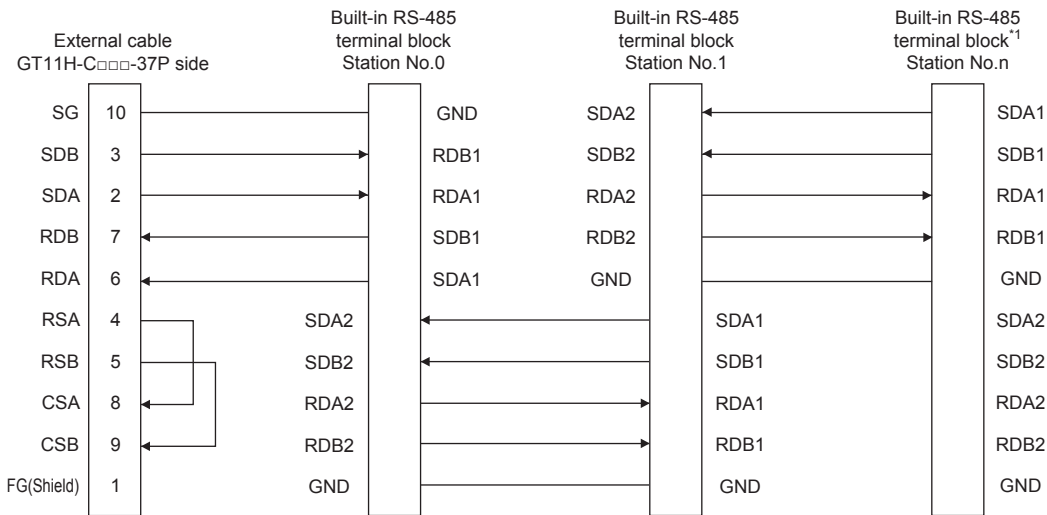 External cable
GT11H-C□□□-37P side
Built-in RS-485
terminal block
Station No.0
Built-in RS-485
terminal block
Station No.1
Built-in RS-485
terminal block*1
Station No.n
SG 10 GND SDA2 SDA1
SDB 3 RDB1 SDB2 SDB1
SDA 2 RDA1 RDA2 RDA1
RDB 7 SDB1 RDB2 RDB1
RDA 6 SDA1 GND GND
RSA 4 SDA2 SDA1 SDA2
RSB 5 SDB2 SDB1 SDB2
CSA 8 RDA2 RDA1 RDA2
CSB 9 RDB2 RDB1 RDB2
FG(Shield) 1 GND GND GND